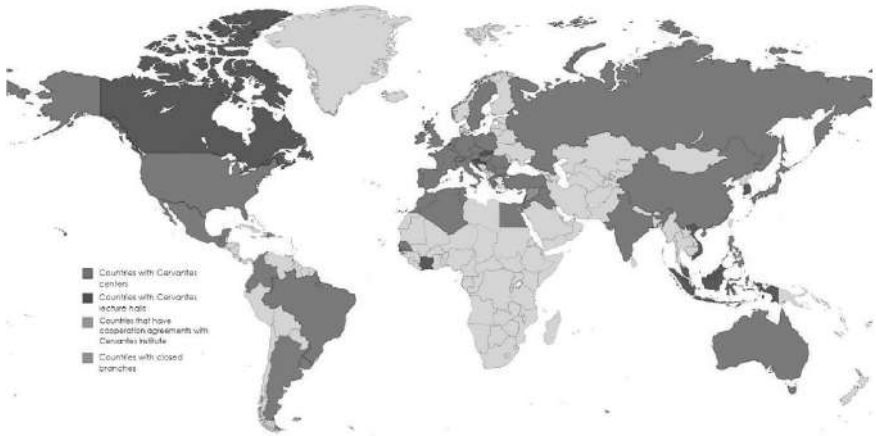 Countries with Cervantes
centers
Countries with Cervantes
lecture halls
Countries that have
cooperation agreements with
Cervantes Institute
Countries with closed
branches